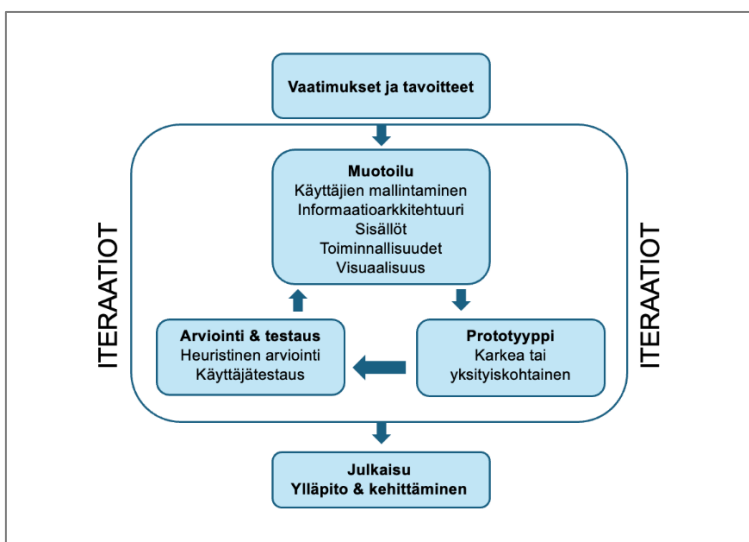 Vaatimukset ja tavoitteet
Muotoilu
Käyttäjien mallintaminen
Informaatioarkkitehtuuri
Sisällöt
Toiminnallisuudet
Visuaalisuus
ITERAATIOT
ITERAATIOT
Arviointi & testaus
Heuristinen arviointi
Käyttäjätestaus
Prototyyppi
Karkea tai
yksityiskohtainen
Julkaisu
Ylläpito & kehittäminen